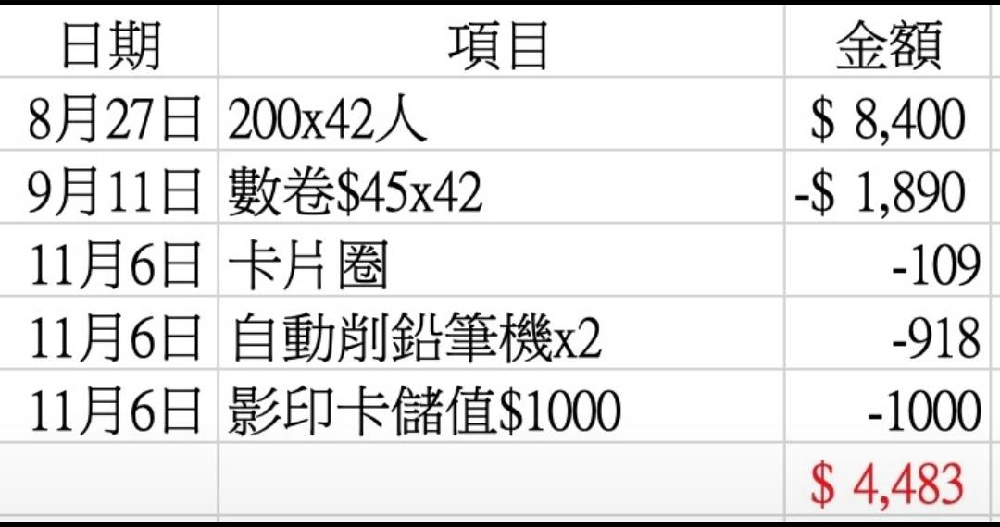 日期 項目 金額
8月27日 200x42人 $ 8,400
9月11日 數卷$45x42 -$ 1,890
11月6日 卡片圈 -109
11月6日 自動削鉛筆機x2 -918
11月6日 影印卡儲值$1000 -1000
$ 4,483